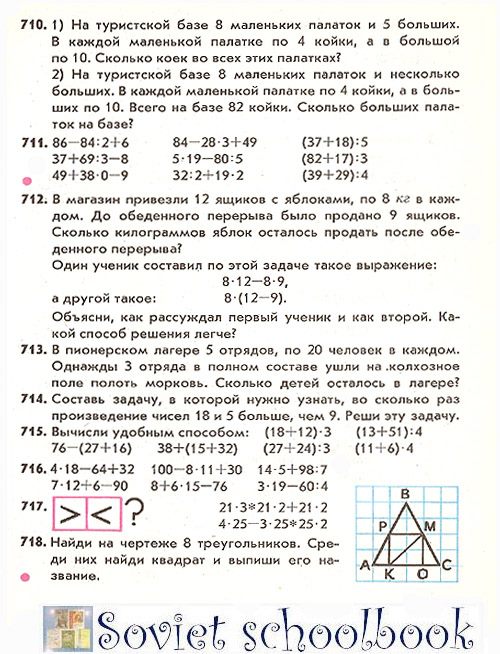 710. 1) На туристской базе 8 маленьких палаток и 5 больших.
В каждой маленькой палатке по 4 койки, а в большой
по 10. Сколько коек во всех этих палатках?
2) На туристской базе 8 маленьких палаток и несколько
больших. В каждой маленькой палатке по 4 койки, а в боль-
ших по 10. Всего на базе 82 койки. Сколько больших пала-
ток на базе?
711. 86−84:2+6 84−28·3+49 (37+18):5
37+69:3−8 5·19−80:5 (82+17):3
49+38·0−9 32:2+19·2 (39+29):4
712. В магазин привезли 12 ящиков с яблоками, по 8 кг в каж-
дом. До обеденного перерыва было продано 9 ящиков.
Сколько килограммов яблок осталось продать после обе-
денного перерыва?
Один ученик составил по этой задаче такое выражение:
8·12−8·9,
а другой такое: 8·(12−9).
Объясни, как рассуждал первый ученик и как второй. Ка-
кой способ решения легче?
713. В пионерском лагере 5 отрядов, по 20 человек в каждом.
Однажды 3 отряда в полном составе ушли на колхозное
поле полоть морковь. Сколько детей осталось в лагере?
714. Составь задачу, в которой нужно узнать, во сколько раз
произведение чисел 18 и 5 больше, чем 9. Реши эту задачу.
715. Вычисли удобным способом: (18+12)·3 (13+51):4
76−(27+16) 38+(15+32) (27+24):3 (11+6)·4
716. 4·18−64+32 100−8·11+30 14·5+98:7
7·12+6−90 8+6·15−76 3·19−60:4
717. > < ? 21·3*21·2+21·2
4·25−3·25*25·2
718. Найди на чертеже 8 треугольников. Сре-
ди них найди квадрат и выпиши его на-
звание.
B
P M
A K O C
Soviet schoolbook